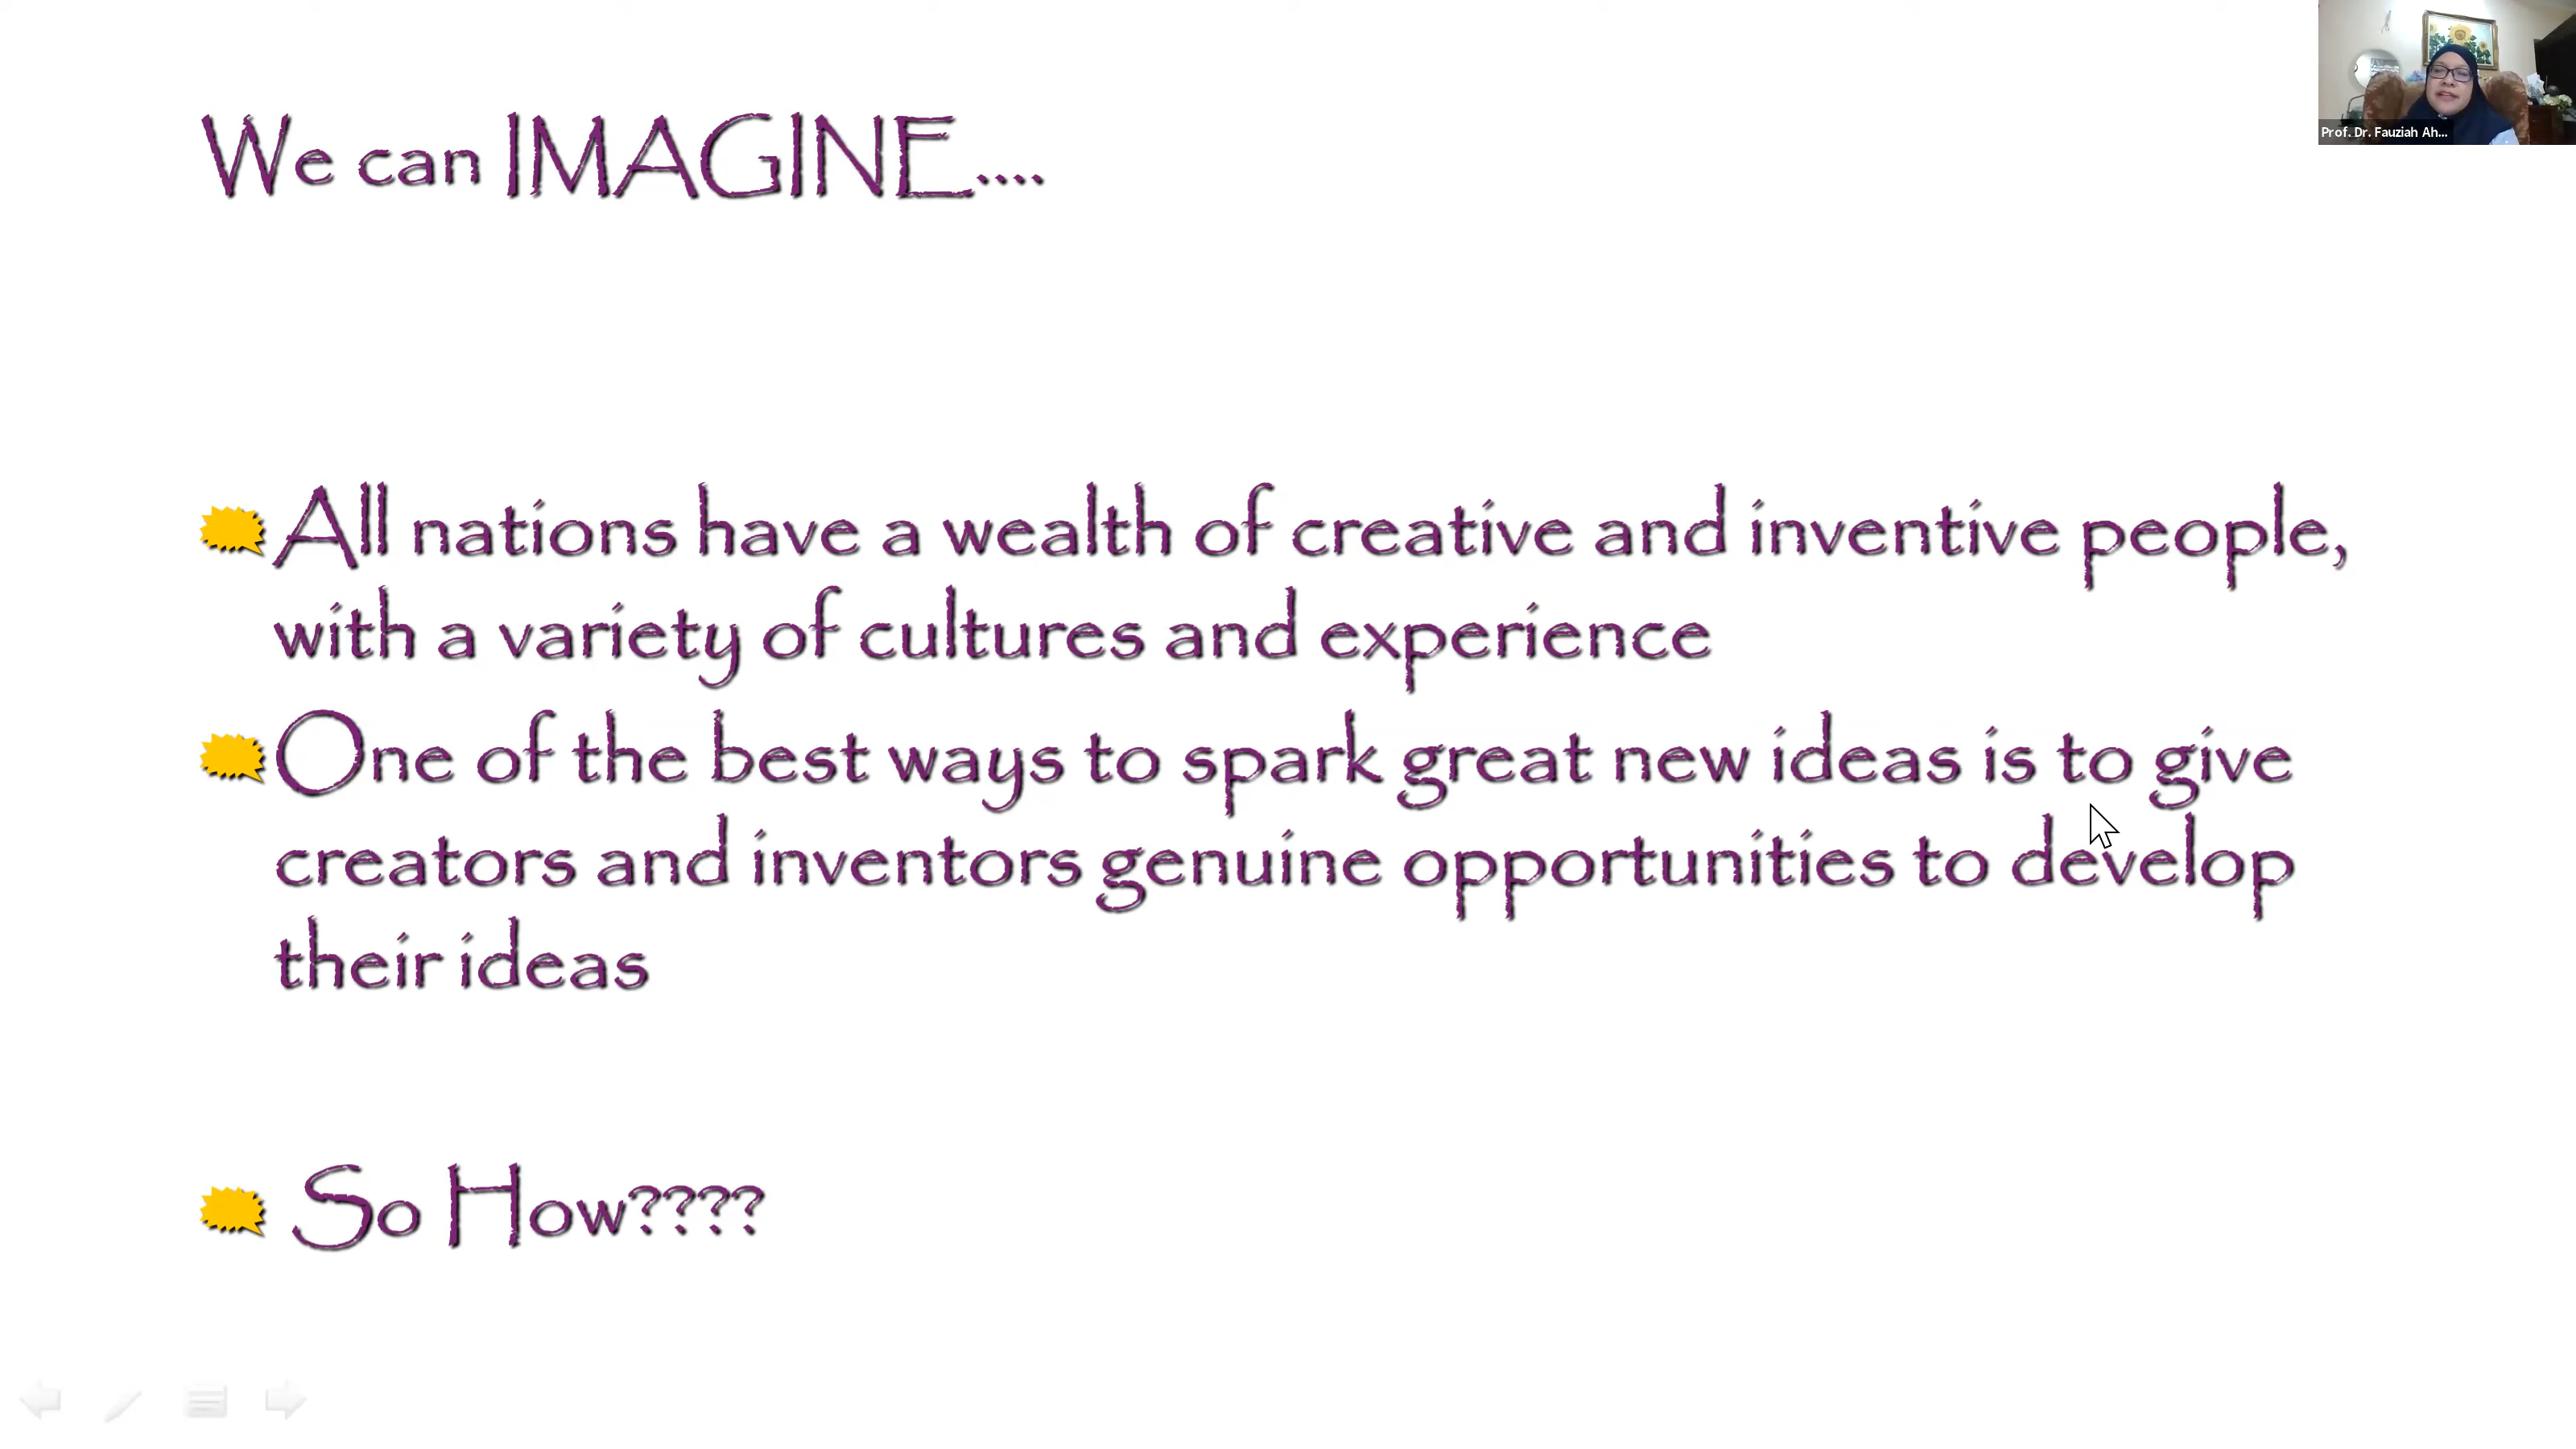 Prof. Dr. Fauziah Ah...
We can IMAGINE....
All nations have a wealth of creative and inventive people,
with a variety of cultures and experience
One of the best ways to spark great new ideas is to give
creators and inventors genuine opportunities to develop
their ideas
So How????